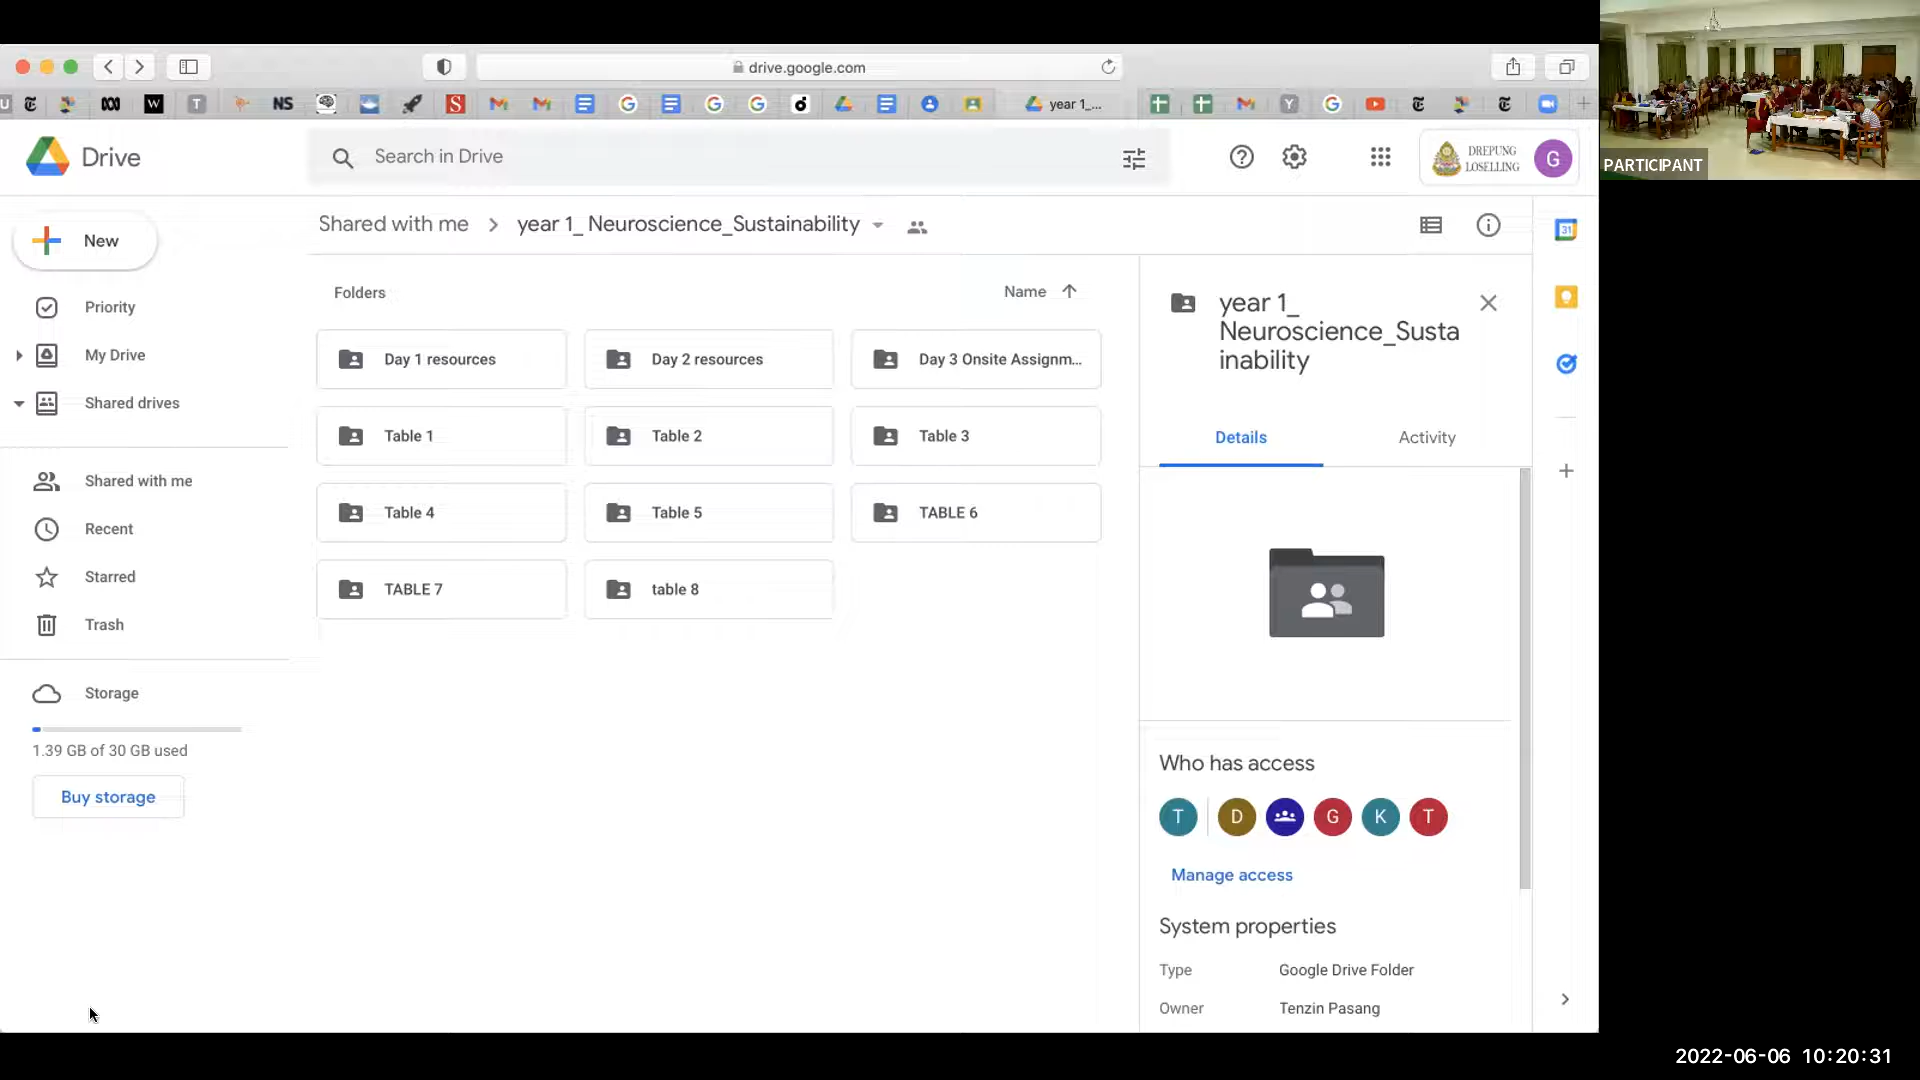 drive.google.com
NS
W
T
S
year 1_...
Y
Drive
Search in Drive
DREPUNG
LOSELLING
G
PARTICIPANT
New
Shared with me
year 1_ Neuroscience_Sustainability
31
Priority
My Drive
Shared drives
Shared with me
Recent
Starred
Trash
Storage
1.39 GB of 30 GB used
Buy storage
Folders
Name
Day 1 resources
Day 2 resources
Day 3 Onsite Assignm...
Table 1
Table 2
Table 3
Table 4
Table 5
TABLE 6
TABLE 7
table 8
year 1_
Neuroscience_Susta
inability
Details
Activity
Who has access
T D G K T
Manage access
System properties
Type Google Drive Folder
Owner Tenzin Pasang
2022-06-06 10:20:31